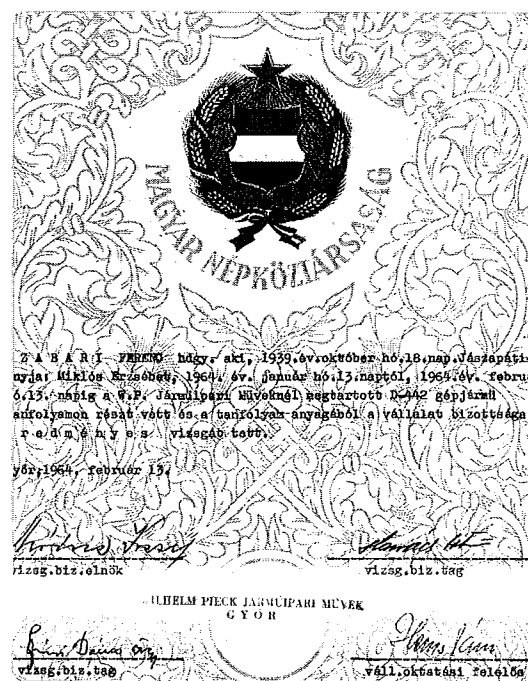 MAGYAR NÉPKÖZTÁRSASÁG
Z A B A R I FERENC hdgy. aki, 1939.év.október hó.18.nap.Jászapáti
nyja: Miklós Erzsébet, 1964. év. január hó.13.naptól, 1964.év. febru
ó.13. napig a W.P. Járműipari Műveknél megtartott D-442 gépjármű
anfolyamon részt vett és a tanfolyam anyagából a vállalat bizottsága
r e d m é n y e s vizsgát tett.
yőr,1964. február 13.
vizsg.biz.elnök
vizsg.biz.tag
ILHELM PIECK JÁRMŰIPARI MŰVEK
G Y Ő R
vizsg.biz.tag
váll.oktatási felelős